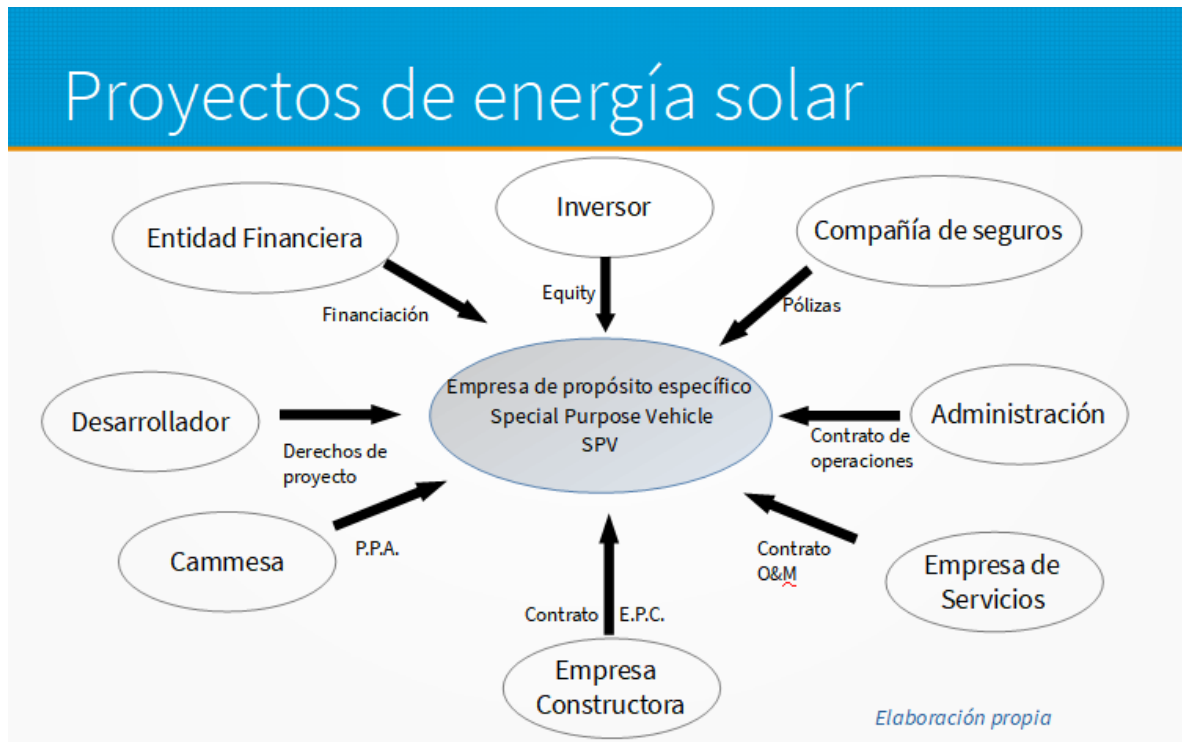 Proyectos de energía solar
Inversor
Entidad Financiera
Compañía de seguros
Equity
Financiación
Pólizas
Empresa de propósito específico
Special Purpose Vehicle
SPV
Desarrollador
Administración
Derechos de
proyecto
Contrato de
operaciones
Cammesa
P.P.A.
Contrato
O&M
Empresa de
Servicios
Contrato E.P.C.
Empresa
Constructora
Elaboración propia